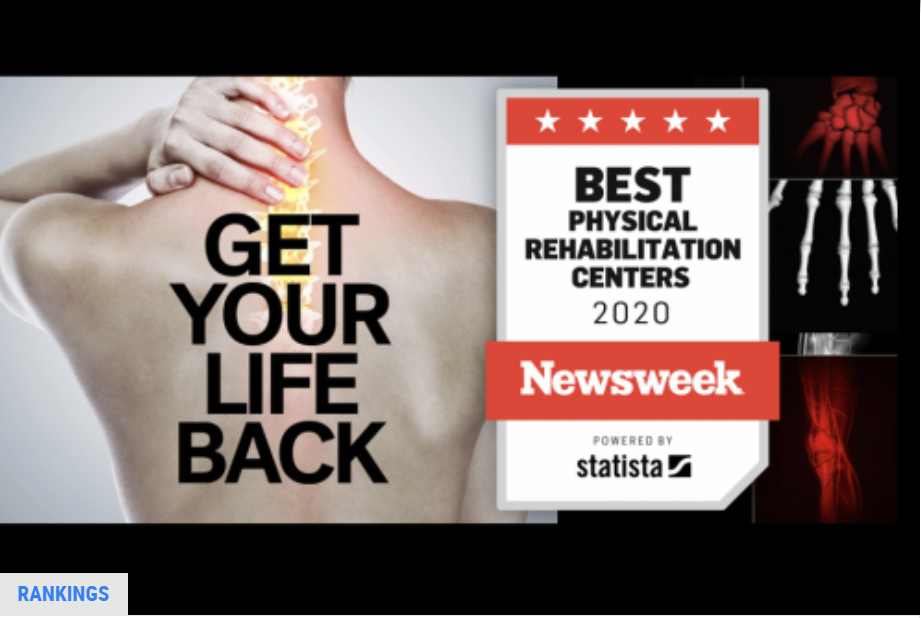 GET
YOUR
LIFE
BACK
BEST
PHYSICAL
REHABILITATION
CENTERS
2020
Newsweek
POWERED BY
statista
RANKINGS